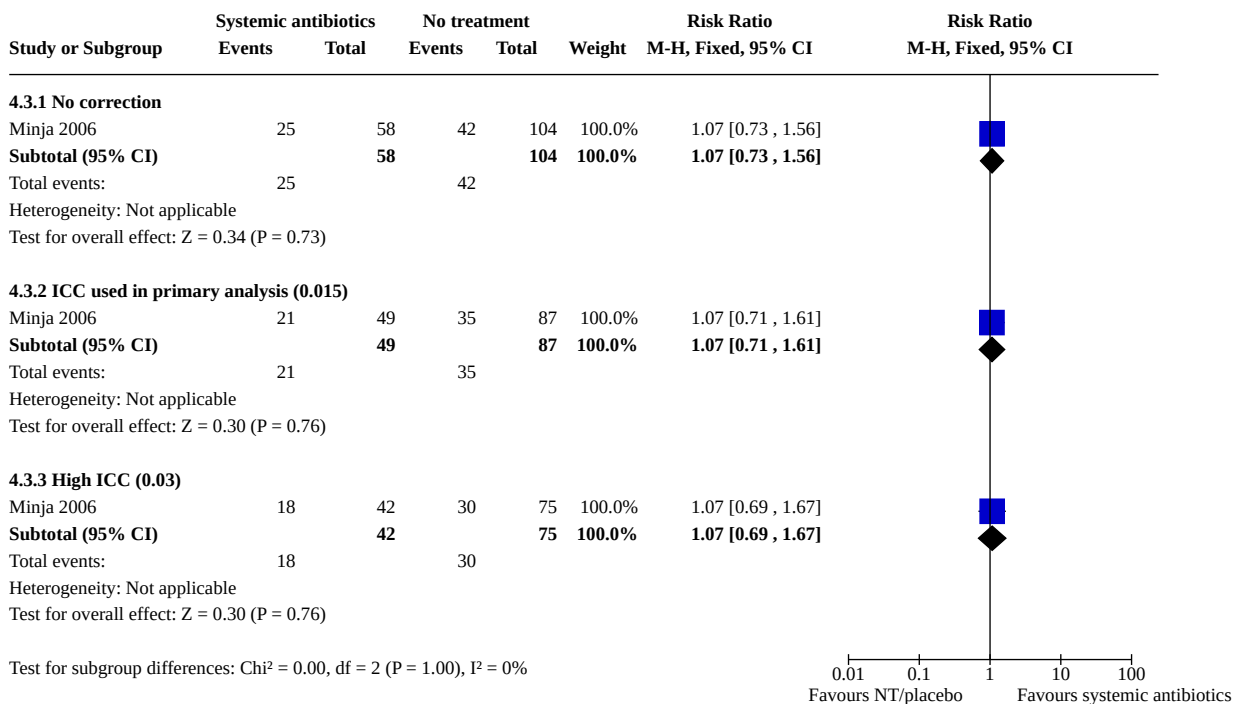 Systemic antibiotics No treatment Risk Ratio Risk Ratio
Study or Subgroup Events Total Events Total Weight M-H, Fixed, 95% CI M-H, Fixed, 95% CI
4.3.1 No correction
Minja 2006 25 58 42 104 100.0% 1.07 [0.73 , 1.56]
Subtotal (95% CI) 58 104 100.0% 1.07 [0.73 , 1.56]
Total events: 25 42
Heterogeneity: Not applicable
Test for overall effect: Z = 0.34 (P = 0.73)
4.3.2 ICC used in primary analysis (0.015)
Minja 2006 21 49 35 87 100.0% 1.07 [0.71 , 1.61]
Subtotal (95% CI) 49 87 100.0% 1.07 [0.71 , 1.61]
Total events: 21 35
Heterogeneity: Not applicable
Test for overall effect: Z = 0.30 (P = 0.76)
4.3.3 High ICC (0.03)
Minja 2006 18 42 30 75 100.0% 1.07 [0.69 , 1.67]
Subtotal (95% CI) 42 75 100.0% 1.07 [0.69 , 1.67]
Total events: 18 30
Heterogeneity: Not applicable
Test for overall effect: Z = 0.30 (P = 0.76)
Test for subgroup differences: Chi² = 0.00, df = 2 (P = 1.00), I² = 0%
0.01 0.1 1 10 100
Favours NT/placebo Favours systemic antibiotics